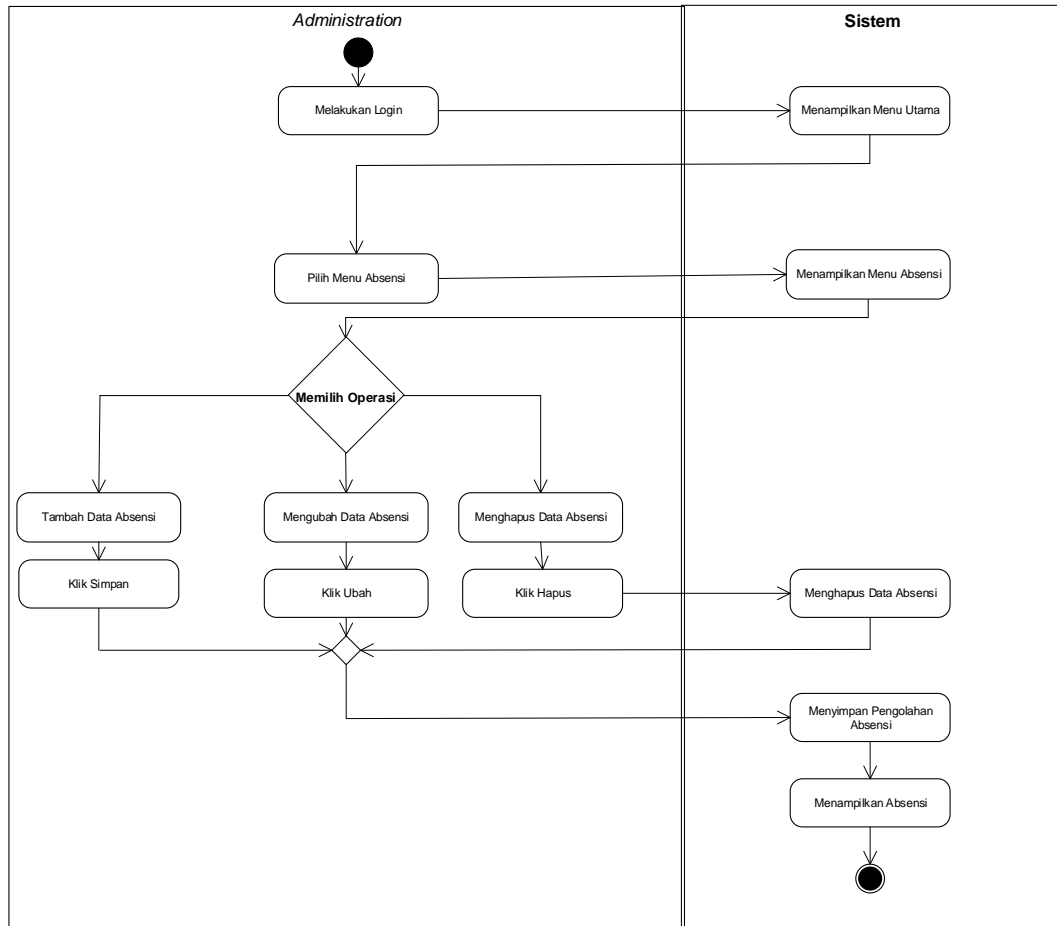 Administration
Sistem
Melakukan Login
Menampilkan Menu Utama
Pilih Menu Absensi
Menampilkan Menu Absensi
Memilih Operasi
Tambah Data Absensi
Mengubah Data Absensi
Menghapus Data Absensi
Klik Simpan
Klik Ubah
Klik Hapus
Menghapus Data Absensi
Menyimpan Pengolahan
Absensi
Menampilkan Absensi